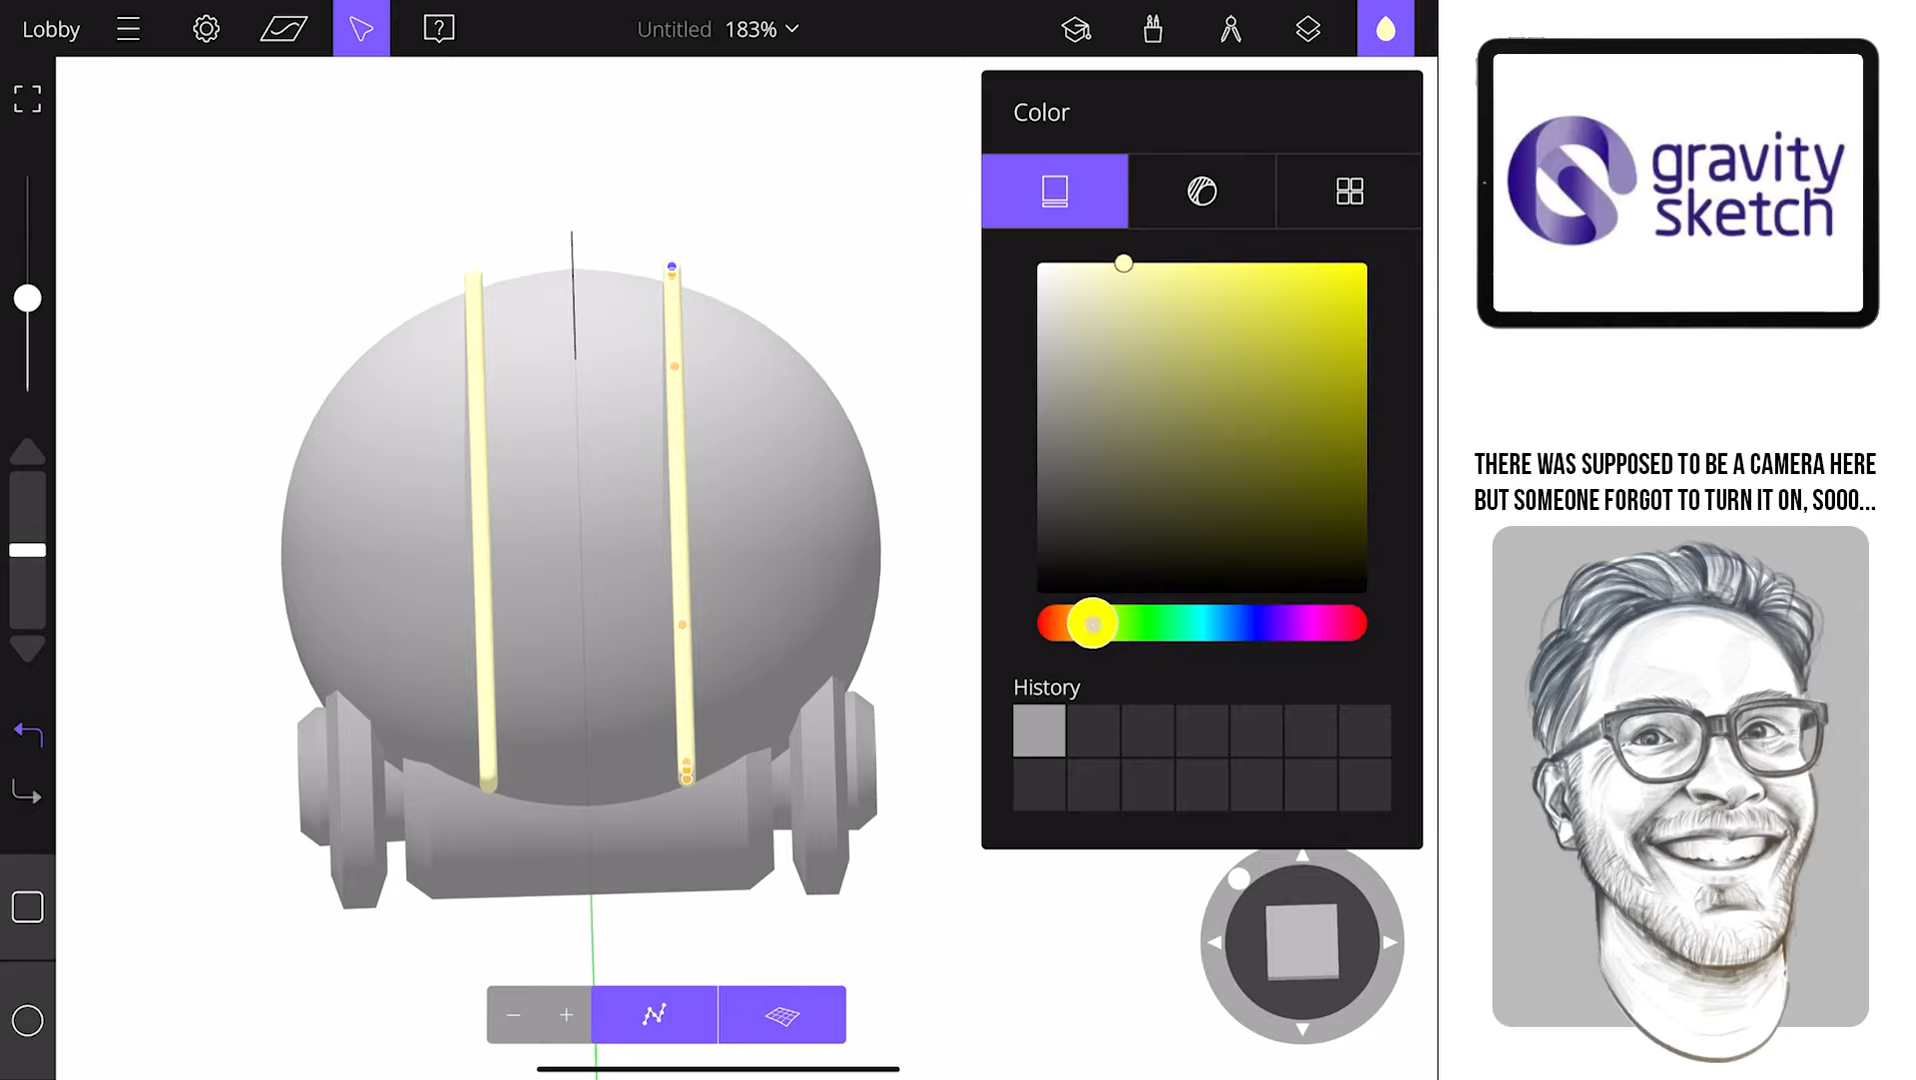 Lobby
Untitled 183%
Color
History
gravity
sketch
THERE WAS SUPPOSED TO BE A CAMERA HERE
BUT SOMEONE FORGOT TO TURN IT ON, SOOO...